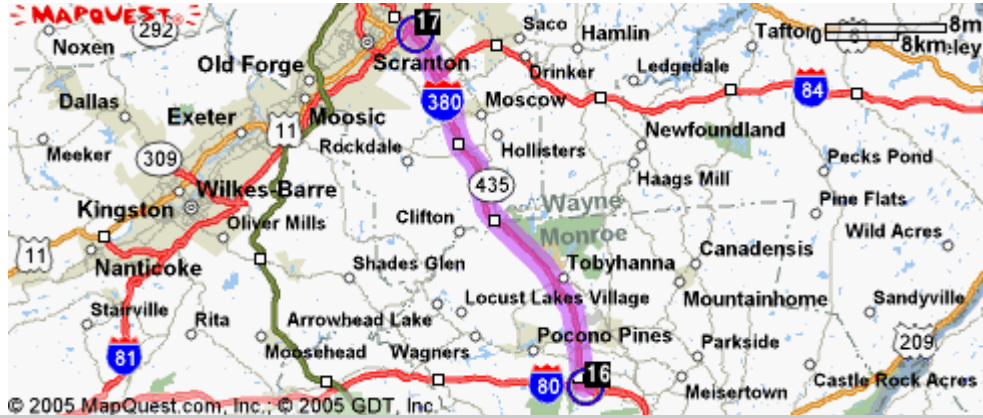 MAPQUEST
17
8mi
292
Noxen
Saco
Hamlin
Tafton
6
8km
Scranton
Old Forge
Drinker
Ledgedale
380
84
Dallas
Moscow
Exeter
11
Moosic
Newfoundland
Meeker
Rockdale
Hollisters
309
Pecks Pond
Haags Mill
435
Wilkes-Barre
Pine Flats
Kingston
Wayne
Oliver Mills
Clifton
Monroe
Wild Acres
11
Canadensis
Nanticoke
Shades Glen
Tobyhanna
Mountainhome
Sandyville
Stairville
Rita
Locust Lakes Village
Arrowhead Lake
Pocono Pines
209
81
Moosehead
Wagners
Parkside
80
16
Meisertown
Castle Rock Acres
© 2005 MapQuest.com, Inc.; © 2005 GDT, Inc.